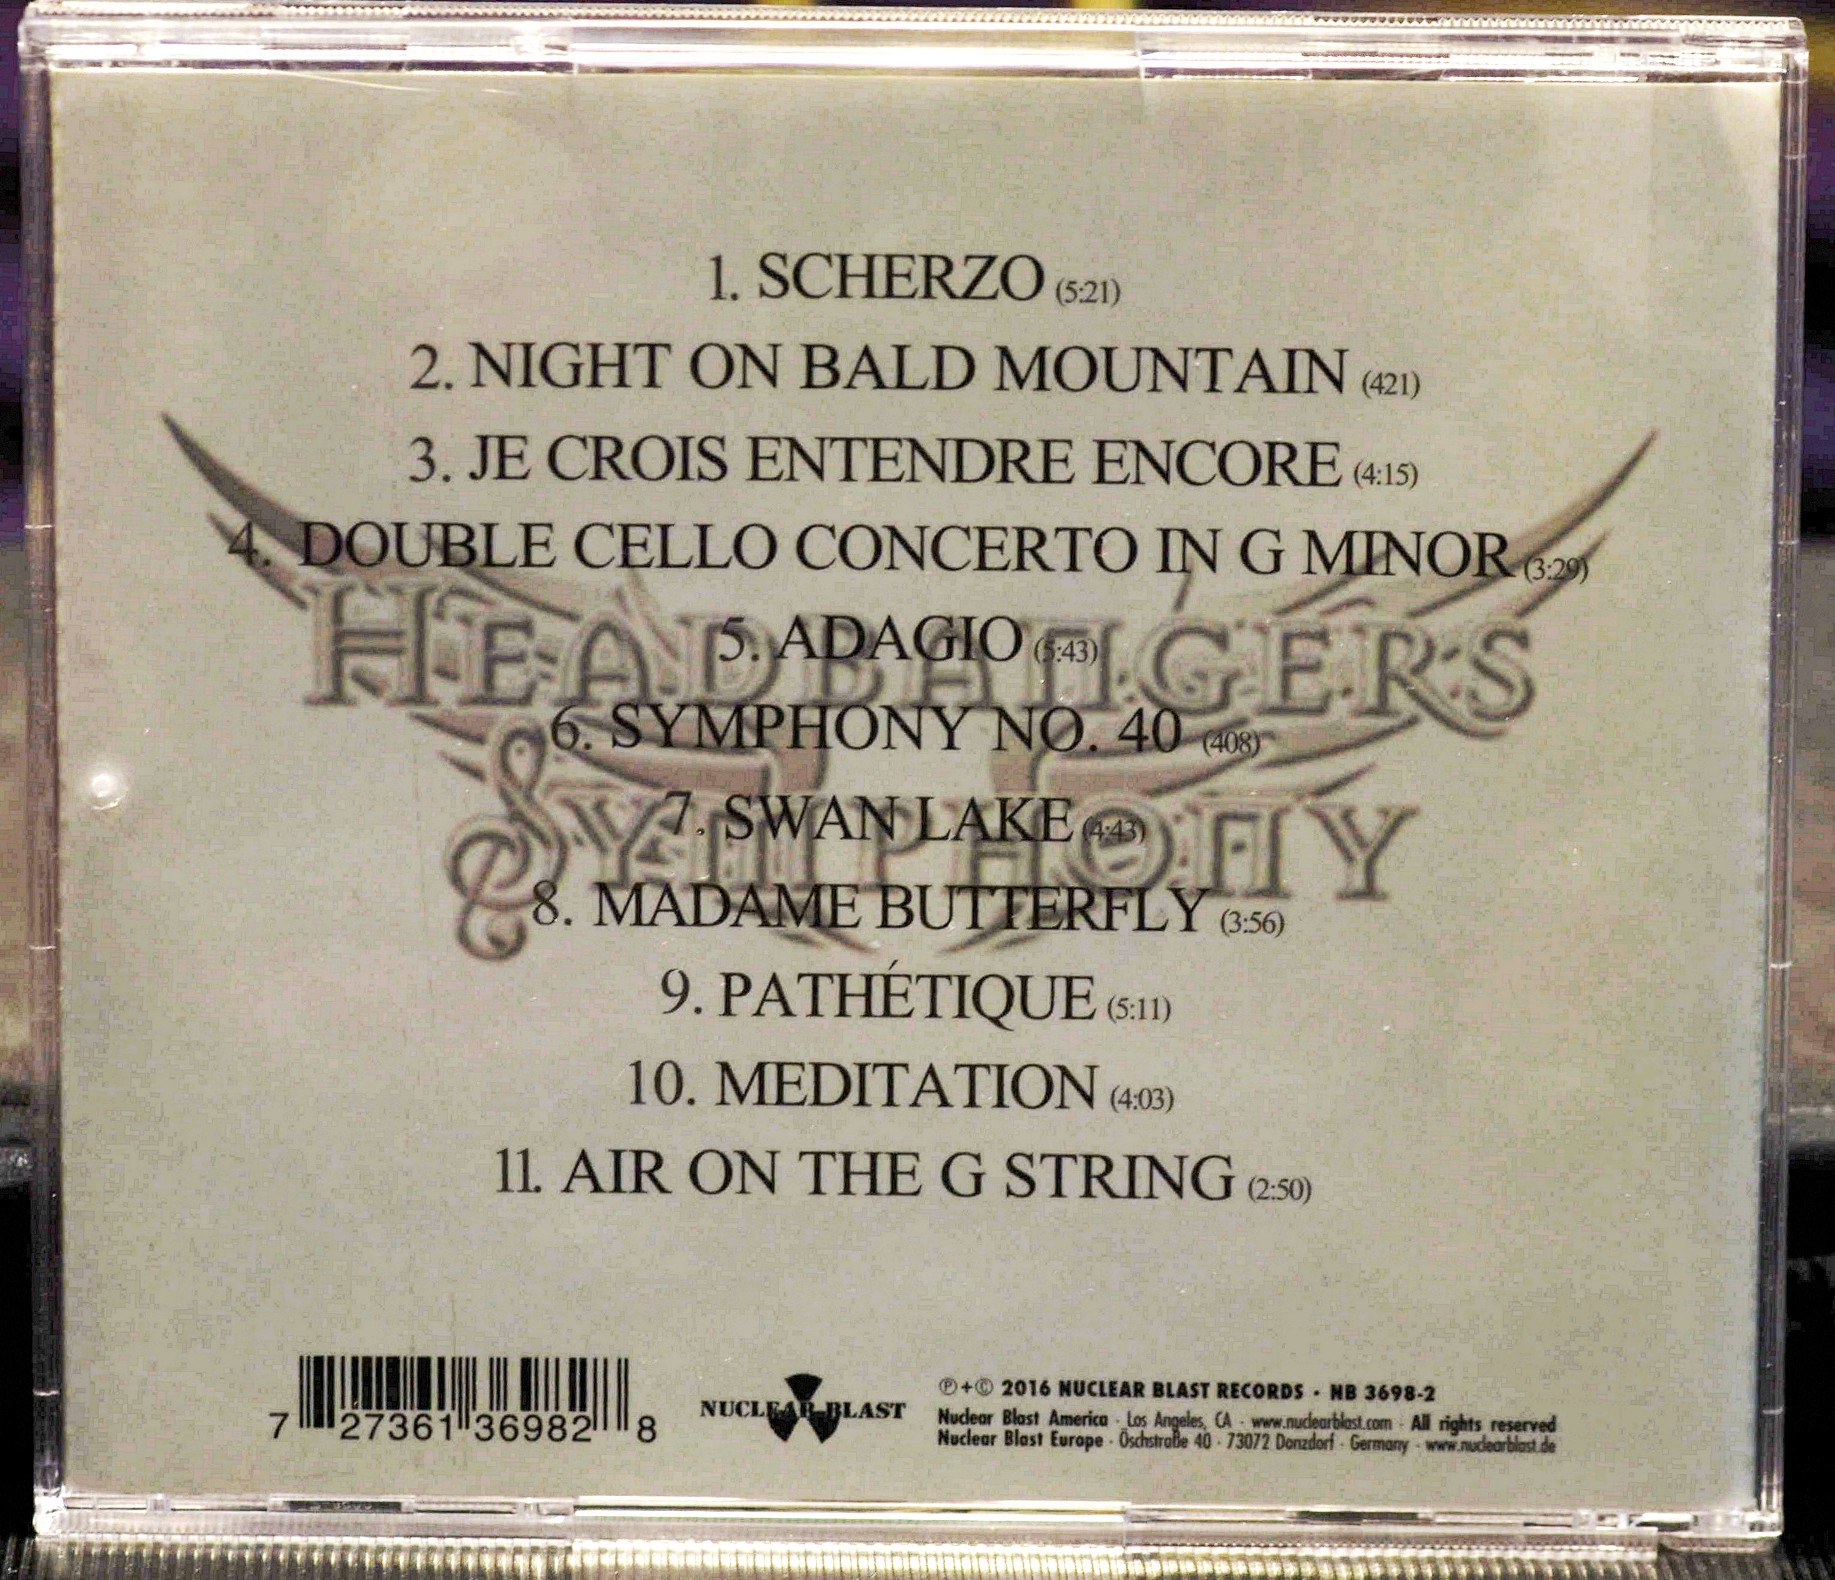 1. SCHERZO (5:21)
2. NIGHT ON BALD MOUNTAIN (421)
3. JE CROIS ENTENDRE ENCORE (4:15)
4. DOUBLE CELLO CONCERTO IN G MINOR (3:29)
HEADBANGERS
5. ADAGIO (5:43)
6. SYMPHONY NO. 40 (408)
SYMPHONY
7. SWAN LAKE (4:43)
8. MADAME BUTTERFLY (3:56)
9. PATHÉTIQUE (5:11)
10. MEDITATION (4:03)
11. AIR ON THE G STRING (2:50)
7 27361 36982 8
NUCLEAR BLAST
℗+© 2016 NUCLEAR BLAST RECORDS · NB 3698-2
Nuclear Blast America · Los Angeles, CA · www.nuclearblast.com · All rights reserved
Nuclear Blast Europe · Öschstraße 40 · 73072 Donzdorf · Germany · www.nuclearblast.de